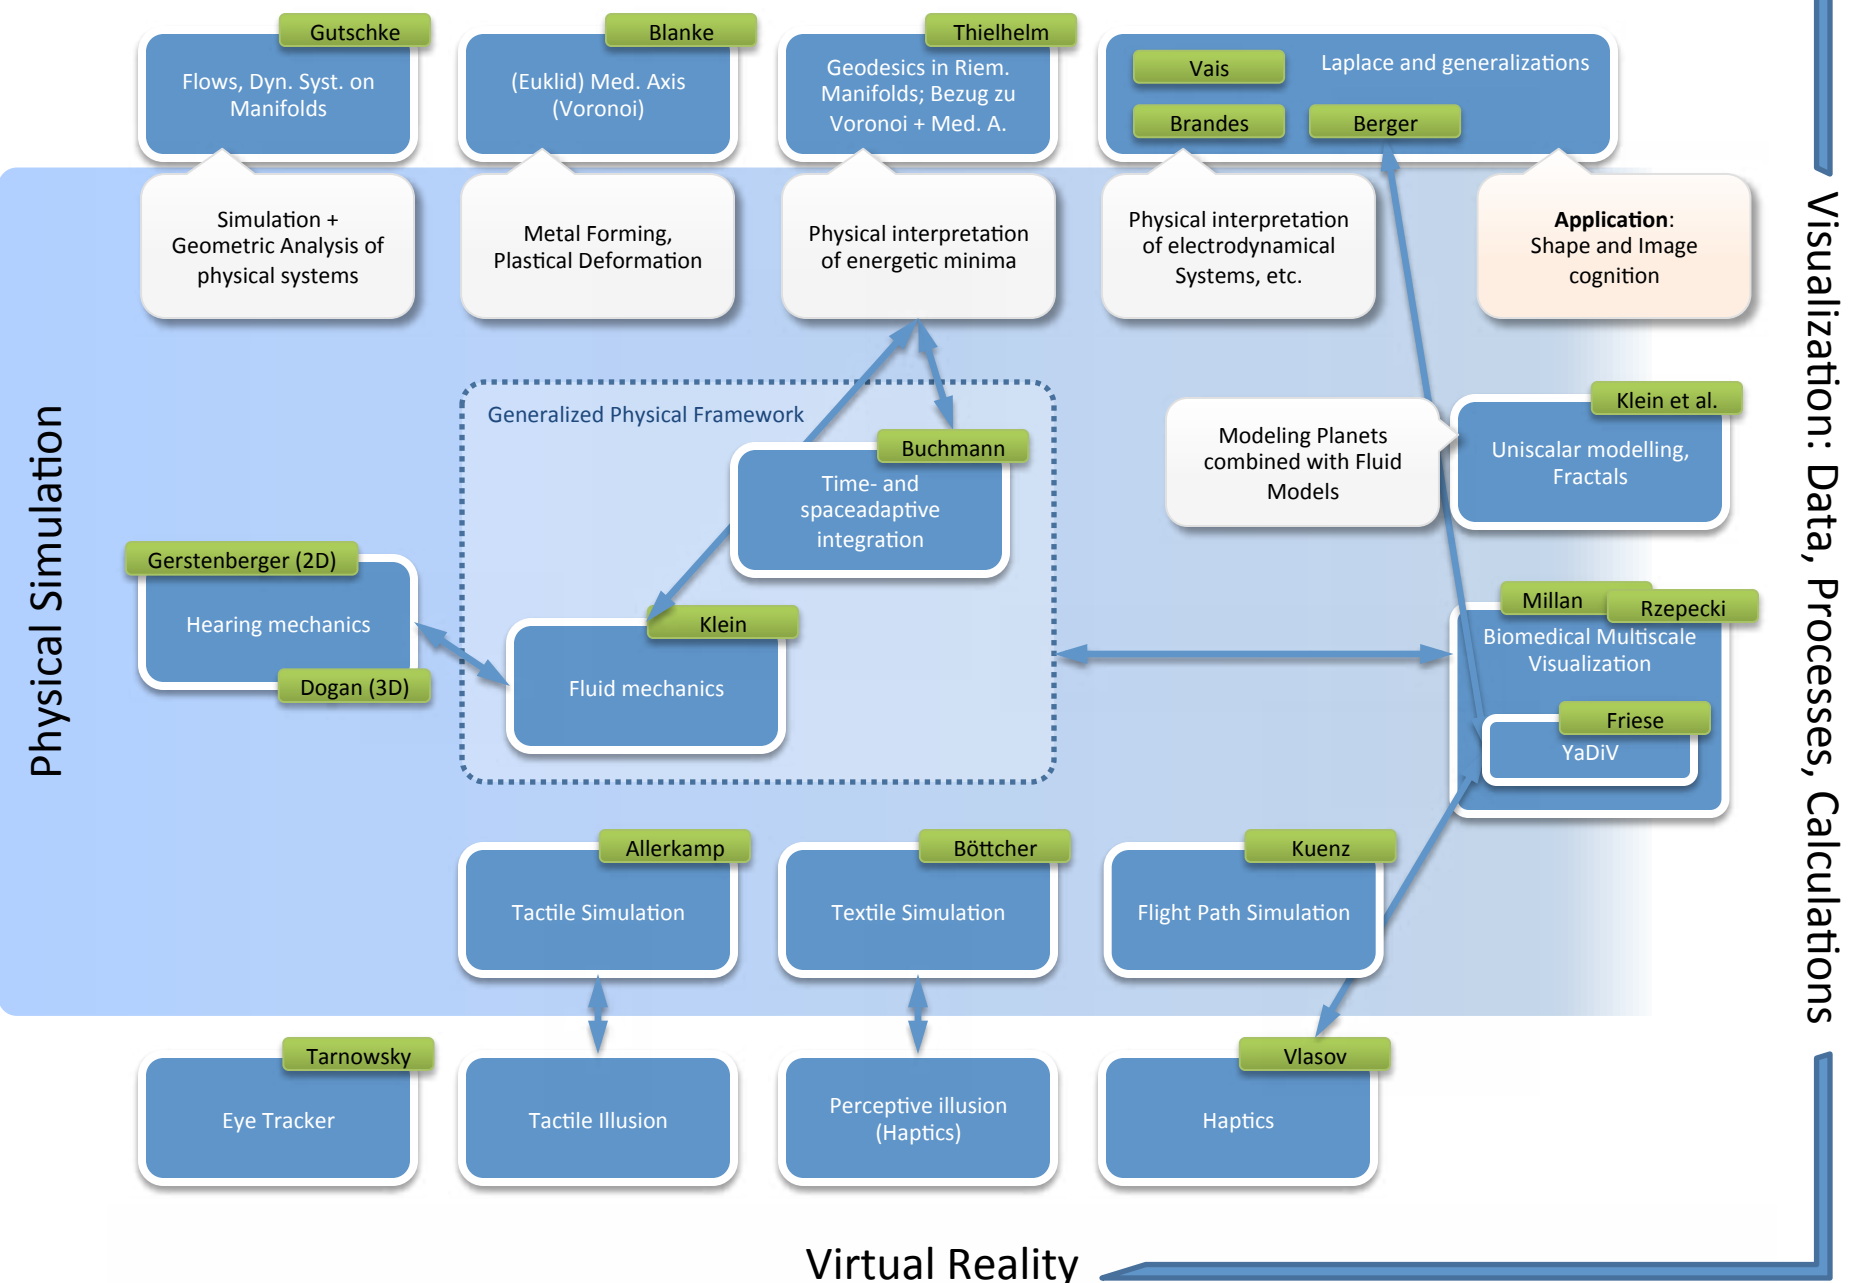 Gutschke
Flows, Dyn. Syst. on
Manifolds
Blanke
(Euklid) Med. Axis
(Voronoi)
Thielhelm
Geodesics in Riem.
Manifolds; Bezug zu
Voronoi + Med. A.
Vais
Laplace and generalizations
Brandes
Berger
Simulation +
Geometric Analysis of
physical systems
Metal Forming,
Plastical Deformation
Physical interpretation
of energetic minima
Physical interpretation
of electrodynamical
Systems, etc.
Application:
Shape and Image
cognition
Physical Simulation
Visualization: Data, Processes, Calculations
Generalized Physical Framework
Buchmann
Time- and
spaceadaptive
integration
Modeling Planets
combined with Fluid
Models
Klein et al.
Uniscalar modelling,
Fractals
Gerstenberger (2D)
Hearing mechanics
Dogan (3D)
Klein
Fluid mechanics
Millan
Rzepecki
Biomedical Multiscale
Visualization
Friese
YaDiV
Allerkamp
Tactile Simulation
Böttcher
Textile Simulation
Kuenz
Flight Path Simulation
Tarnowsky
Eye Tracker
Tactile Illusion
Perceptive illusion
(Haptics)
Vlasov
Haptics
Virtual Reality